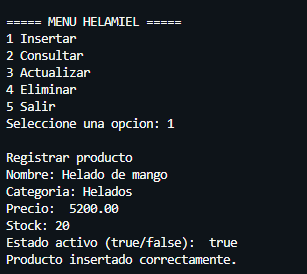 ===== MENU HELAMIEL =====
1 Insertar
2 Consultar
3 Actualizar
4 Eliminar
5 Salir
Seleccione una opcion: 1

Registrar producto
Nombre: Helado de mango
Categoria: Helados
Precio:  5200.00
Stock: 20
Estado activo (true/false):  true
Producto insertado correctamente.